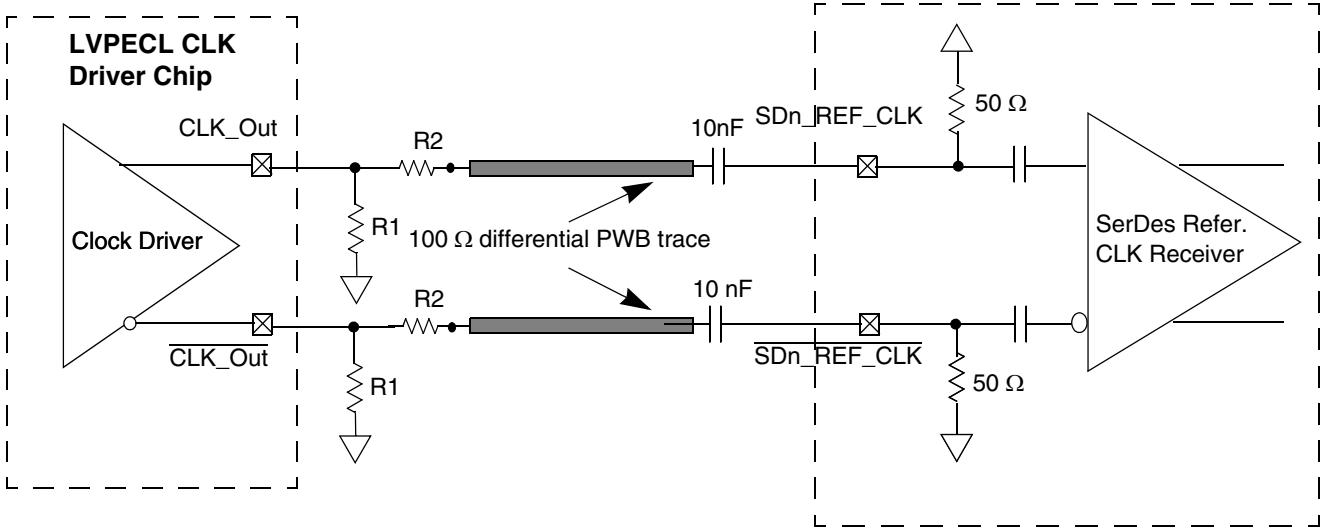 LVPECL CLK
Driver Chip
CLK_Out
R2
10nF
SDn_REF_CLK
50 Ω
Clock Driver
R1
100 Ω differential PWB trace
SerDes Refer.
CLK Receiver
R2
10 nF
CLK_Out
SDn_REF_CLK
R1
50 Ω